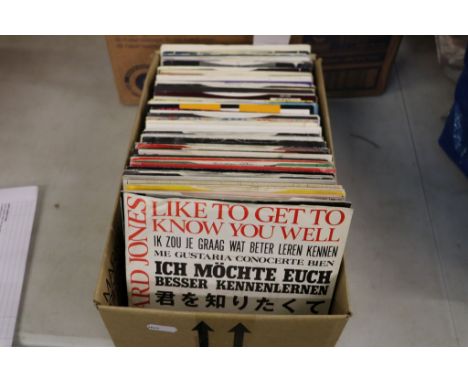 ARD JONES
LIKE TO GET TO
KNOW YOU WELL
IK ZOU JE GRAAG WAT BETER LEREN KENNEN
ME GUSTARIA CONOCERTE BIEN
ICH MÖCHTE EUCH
BESSER KENNENLERNEN
君を知りたくて